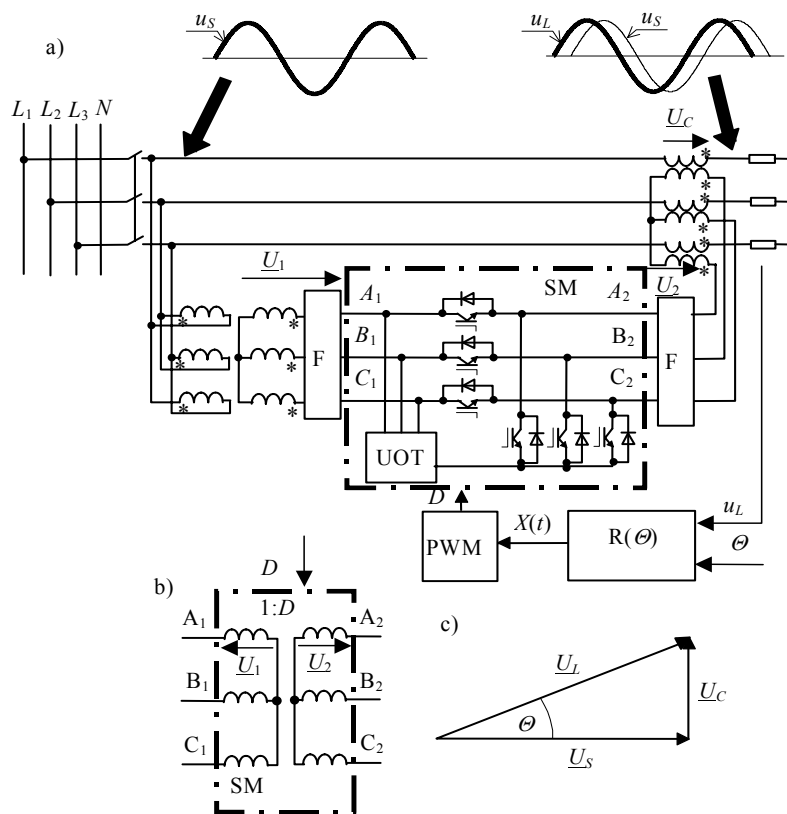 u_S
u_L
u_S
a)
L_1 L_2 L_3 N
U_C
*
*
*
*
*
*
U_1
A_1 SM A_2
U_2
B_1 B_2
F F
C_1 C_2
*
*
*
*
*
*
UOT
D
u_L
PWM X(t) R(Θ)
Θ
b)
D
1:D
A_1 A_2
U_1 U_2
B_1 B_2
C_1 C_2
SM
c)
U_L
U_C
Θ
U_S